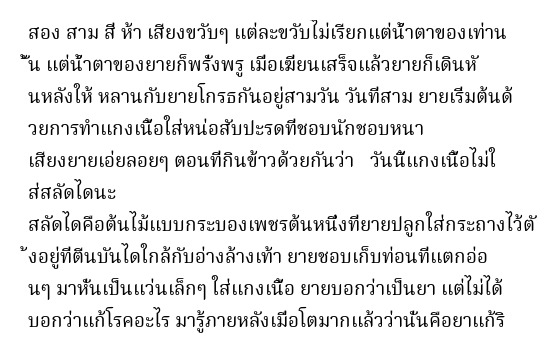 สอง สาม สี่ ห้า เสียงขวับๆ แต่ละขวับไม่เรียกแต่น้ำตาของเท่าน
ั้น แต่น้ำตาของยายก็พรั่งพรู เมื่อเฆี่ยนเสร็จแล้วยายก็เดินหั
นหลังให้ หลานกับยายโกรธกันอยู่สามวัน วันที่สาม ยายเริ่มต้นด้
วยการทำแกงเนื้อใส่หน่อสับปะรดที่ชอบนักชอบหนา
เสียงยายเอ่ยลอยๆ ตอนที่กินข้าวด้วยกันว่า วันนี้แกงเนื้อไม่ใ
ส่สลัดไดนะ
สลัดไดคือต้นไม้แบบกระบองเพชรต้นหนึ่งที่ยายปลูกใส่กระถางไว้ตั
้งอยู่ที่ตีนบันไดใกล้กับอ่างล้างเท้า ยายชอบเก็บท่อนที่แตกอ่อ
นๆ มาหั่นเป็นแว่นเล็กๆ ใส่แกงเนื้อ ยายบอกว่าเป็นยา แต่ไม่ได้
บอกว่าแก้โรคอะไร มารู้ภายหลังเมื่อโตมากแล้วว่านั่นคือยาแก้ริ